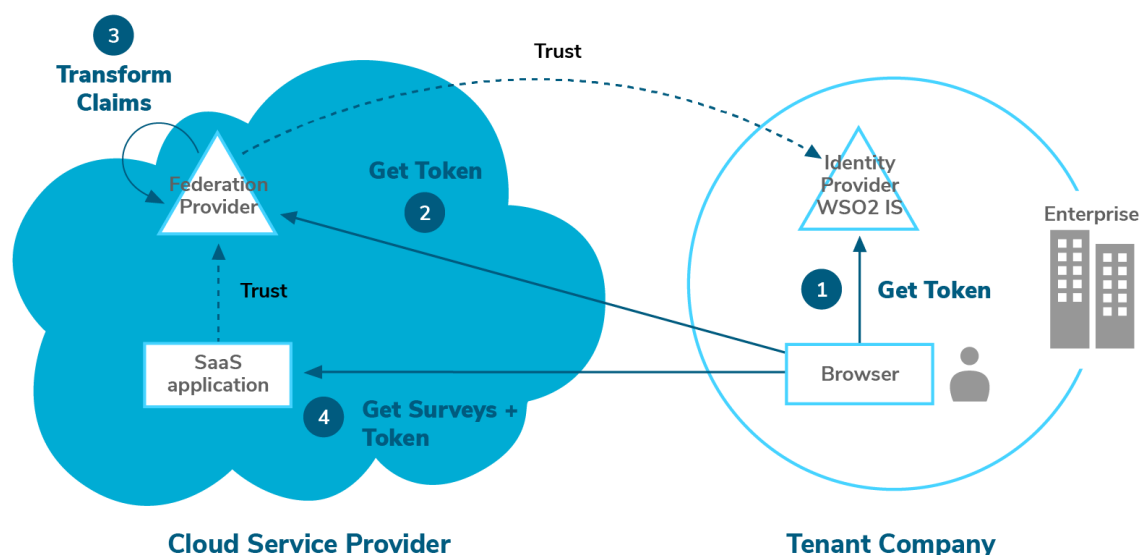 3
Transform
Claims
Trust
Federation
Provider
Get Token
2
Identity
Provider
WSO2 IS
Enterprise
1
Get Token
Trust
SaaS
application
Browser
4
Get Surveys +
Token
Cloud Service Provider
Tenant Company